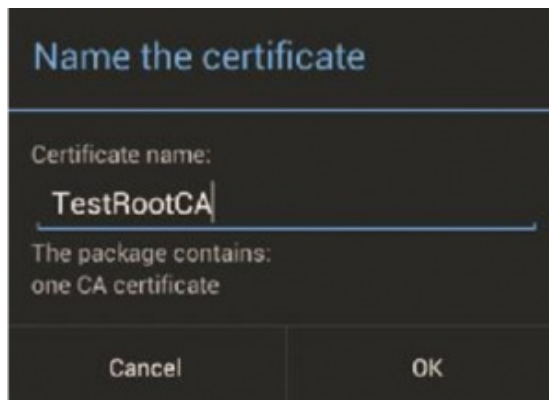 Name the certificate
Certificate name:
TestRootCA
The package contains:
one CA certificate
Cancel
OK